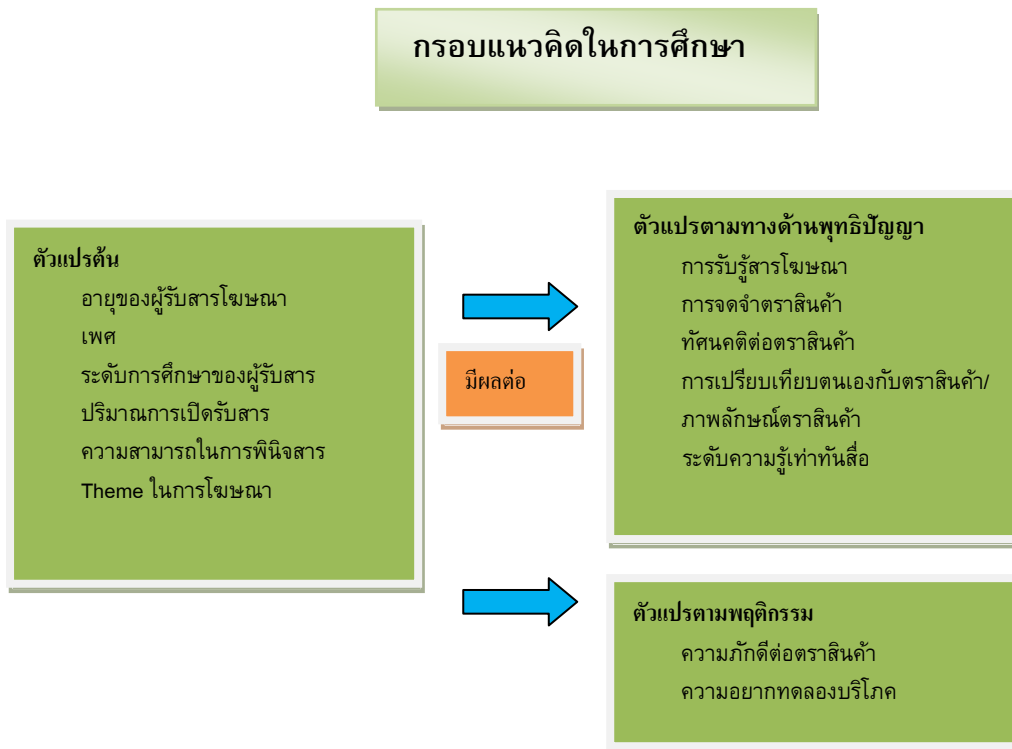 กรอบแนวคิดในการศึกษา
ตัวแปรต้น
อายุของผู้รับสารโฆษณา
เพศ
ระดับการศึกษาของผู้รับสาร
ปริมาณการเปิดรับสาร
ความสามารถในการพินิจสาร
Theme ในการโฆษณา
มีผลต่อ
ตัวแปรตามทางด้านพุทธิปัญญา
การรับรู้สารโฆษณา
การจดจำตราสินค้า
ทัศนคติต่อตราสินค้า
การเปรียบเทียบตนเองกับตราสินค้า/
ภาพลักษณ์ตราสินค้า
ระดับความรู้เท่าทันสื่อ
ตัวแปรตามพฤติกรรม
ความภักดีต่อตราสินค้า
ความอยากทดลองบริโภค